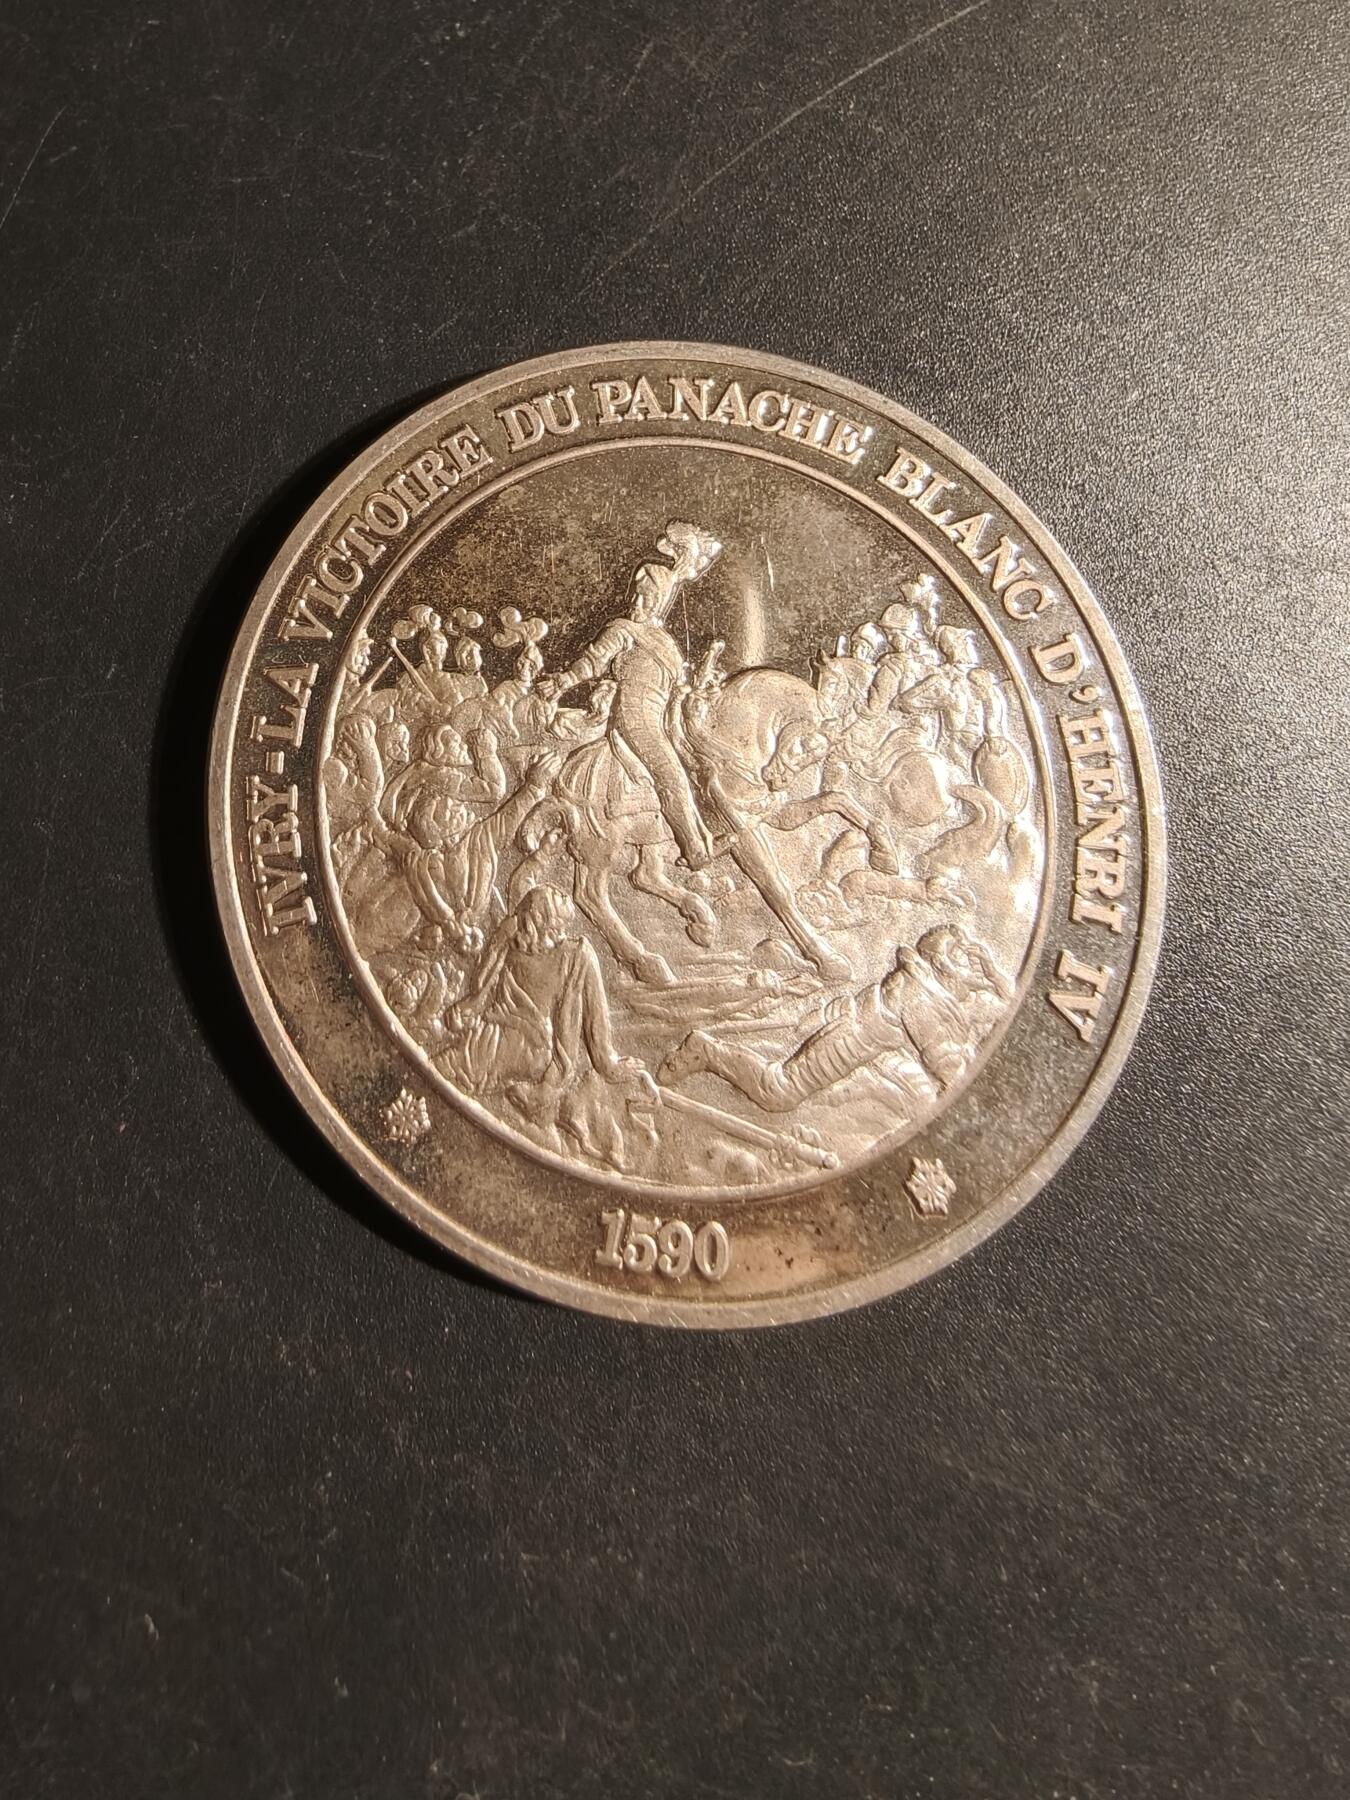 IVRY-LA VICTOIRE DU PANACHE BLANC D'HENRI IV
1590